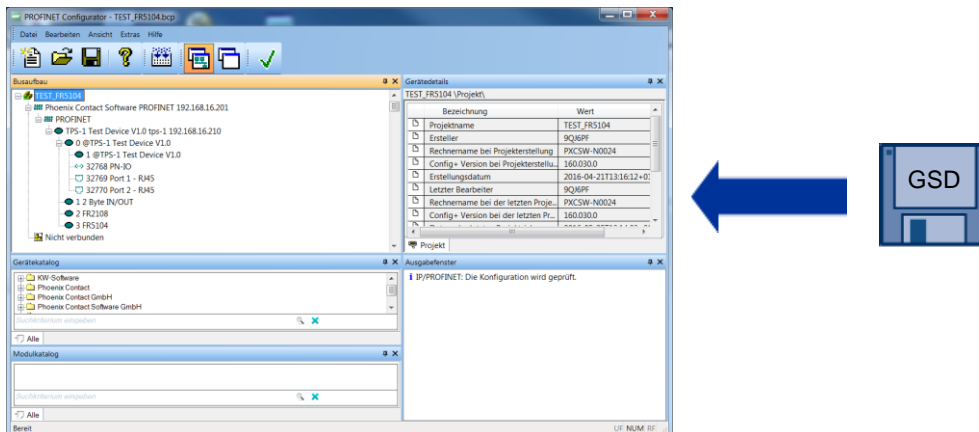 PROFINET Configurator - TEST_FR5104.bcp
Datei Bearbeiten Ansicht Extras Hilfe
Busaufbau
TEST_FR5104
Phoenix Contact Software PROFINET 192.168.16.201
PROFINET
TPS-1 Test Device V1.0 tps-1 192.168.16.210
0 @TPS-1 Test Device V1.0
1 @TPS-1 Test Device V1.0
32768 PN-IO
32769 Port 1 - RJ45
32770 Port 2 - RJ45
1 2 Byte IN/OUT
2 FR2108
3 FR5104
Nicht verbunden
Gerätedetails
TEST_FR5104 \Projekt\
Bezeichnung Wert
Projektname TEST_FR5104
Ersteller 9QJ6PF
Rechnername bei Projekterstellung PXCSW-N0024
Config+ Version bei Projekterstellu... 160.030.0
Erstellungsdatum 2016-04-21T13:16:12+0
Letzter Bearbeiter 9QJ6PF
Rechnername bei der letzten Proje... PXCSW-N0024
Config+ Version bei der letzten Pr... 160.030.0
Projekt
Gerätekatalog
KW-Software
Phoenix Contact
Phoenix Contact GmbH
Phoenix Contact Software GmbH
Suchkriterium eingeben
Alle
Modulkatalog
Suchkriterium eingeben
Alle
Ausgabefenster
IP/PROFINET: Die Konfiguration wird geprüft.
Bereit
UF NUM RF
GSD